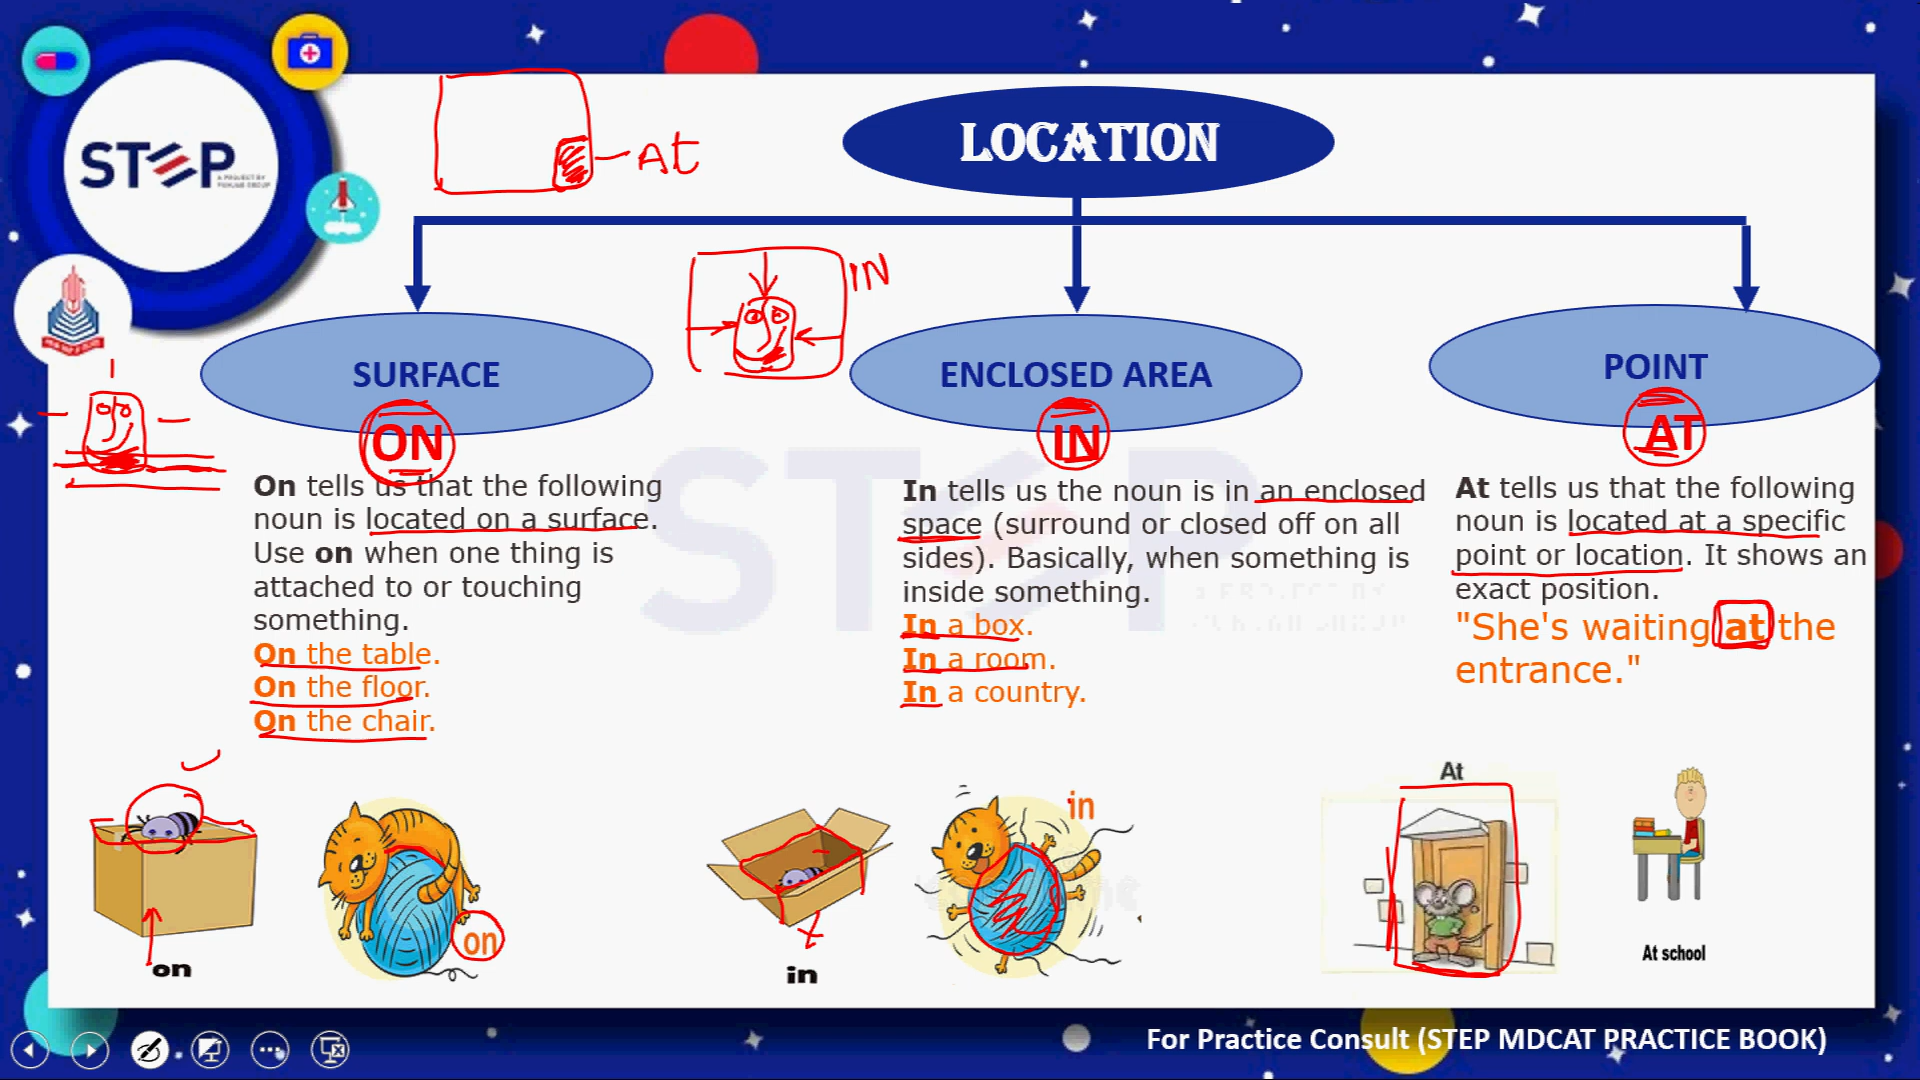 STEP
LOCATION
At
IN
SURFACE
ON
On tells us that the following
noun is located on a surface.
Use on when one thing is
attached to or touching
something.
On the table.
On the floor.
On the chair.
on
on
ENCLOSED AREA
IN
In tells us the noun is in an enclosed
space (surround or closed off on all
sides). Basically, when something is
inside something.
In a box.
In a room.
In a country.
in
in
POINT
AT
At tells us that the following
noun is located at a specific
point or location. It shows an
exact position.
"She's waiting at the
entrance."
At
At school
STEP
For Practice Consult (STEP MDCAT PRACTICE BOOK)